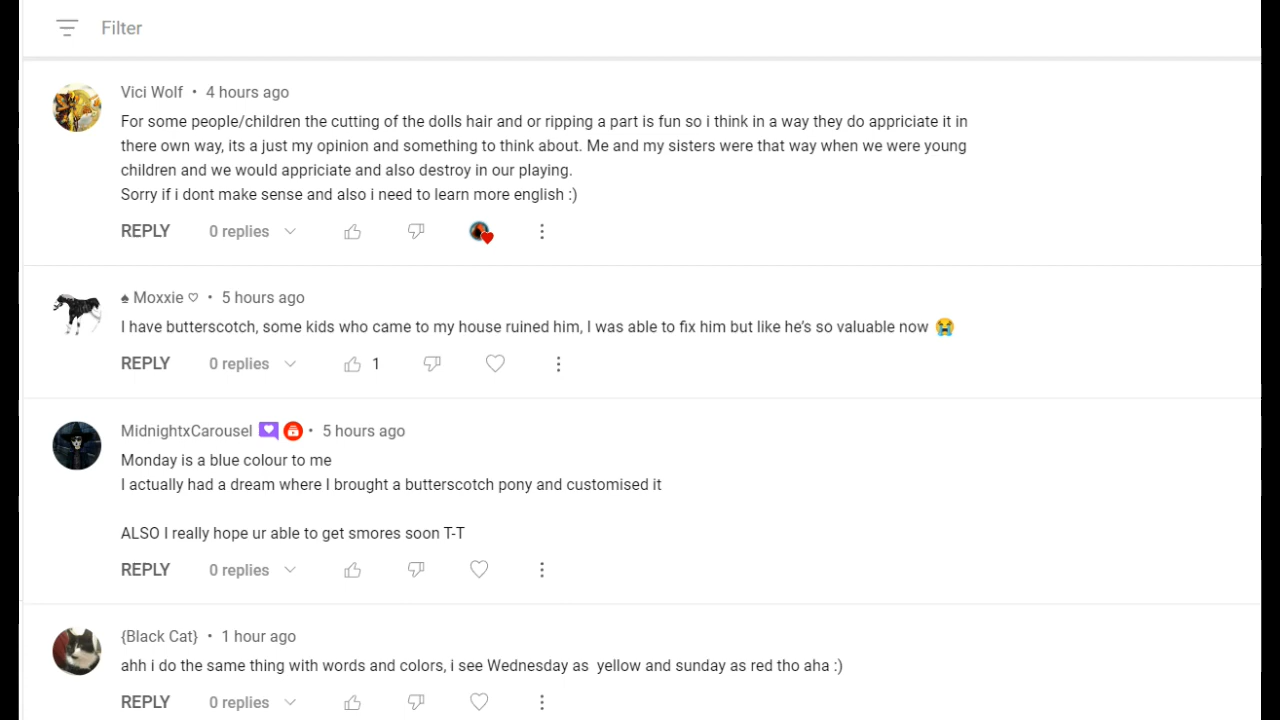 Filter
Vici Wolf • 4 hours ago
For some people/children the cutting of the dolls hair and or ripping a part is fun so i think in a way they do appriciate it in
there own way, its a just my opinion and something to think about. Me and my sisters were that way when we were young
children and we would appriciate and also destroy in our playing.
Sorry if i dont make sense and also i need to learn more english :)
REPLY 0 replies
♠ Moxxie ♡ • 5 hours ago
I have butterscotch, some kids who came to my house ruined him, I was able to fix him but like he's so valuable now 😭
REPLY 0 replies 1
MidnightxCarousel • 5 hours ago
Monday is a blue colour to me
I actually had a dream where I brought a butterscotch pony and customised it
ALSO I really hope ur able to get smores soon T-T
REPLY 0 replies
{Black Cat} • 1 hour ago
ahh i do the same thing with words and colors, i see Wednesday as  yellow and sunday as red tho aha :)
REPLY 0 replies